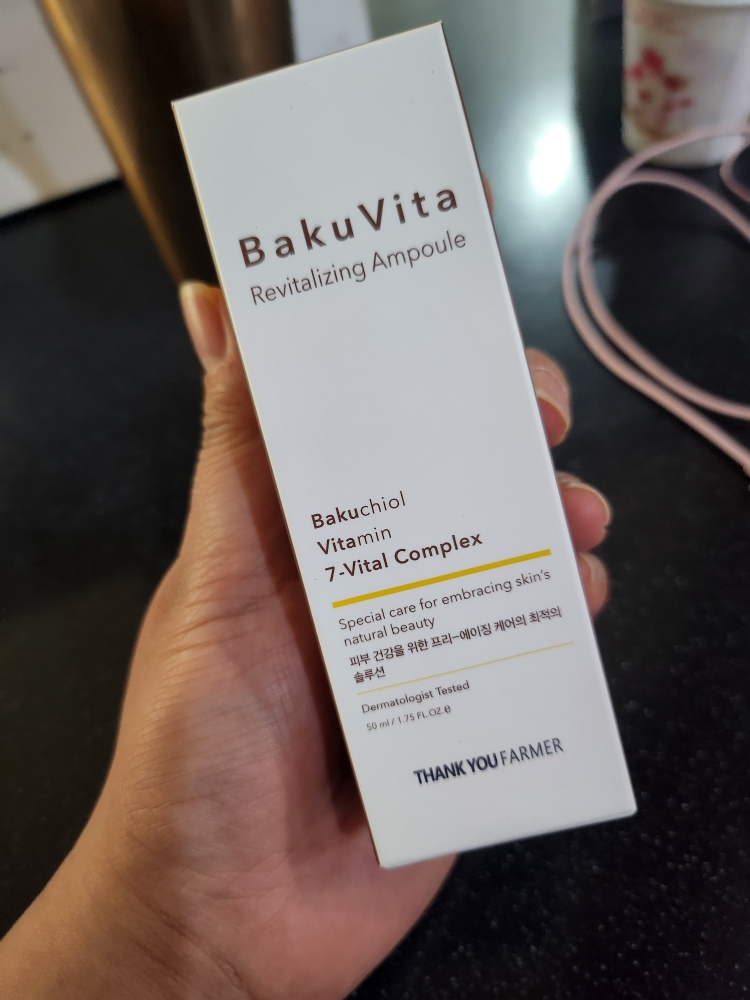 BakuVita
Revitalizing Ampoule
Bakuchiol
Vitamin
7-Vital Complex
Special care for embracing skin's
natural beauty
피부 건강을 위한 프리-에이징 케어의 최적의
솔루션
Dermatologist Tested
50 ml / 1.75 FL.OZ.℮
THANK YOU FARMER